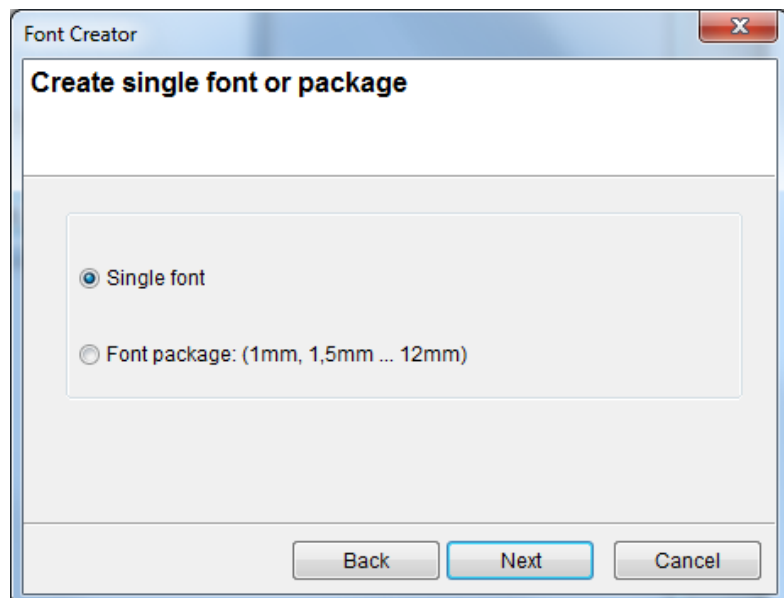 Font Creator
Create single font or package
Single font
Font package: (1mm, 1,5mm ... 12mm)
Back Next Cancel